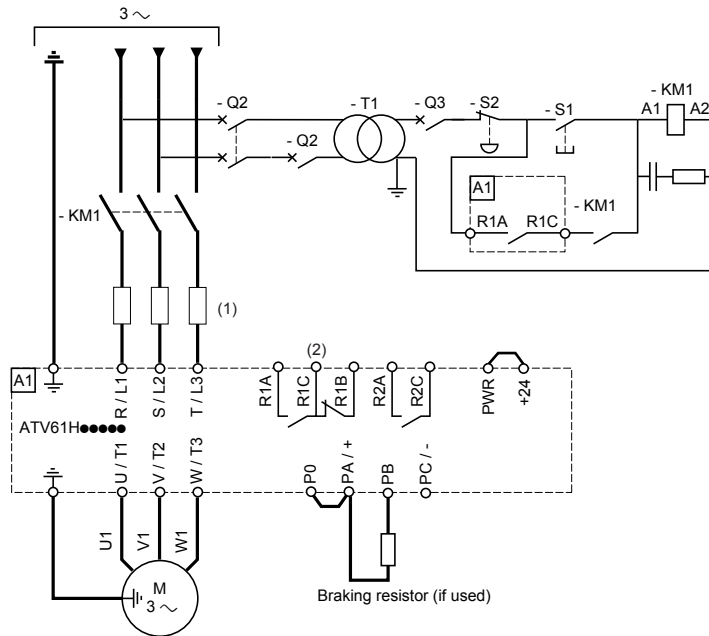 3 ~
- Q2
- T1
- Q3
- S2
- S1
- KM1
A1
A2
- Q2
A1
- KM1
R1A
R1C
- KM1
(1)
(2)
A1
R / L1
S / L2
T / L3
R1A
R1C
R1B
R2A
R2C
PWR
+24
ATV61H●●●●●
U / T1
V / T2
W / T3
P0
PA / +
PB
PC / -
U1
V1
W1
M
3 ~
Braking resistor (if used)